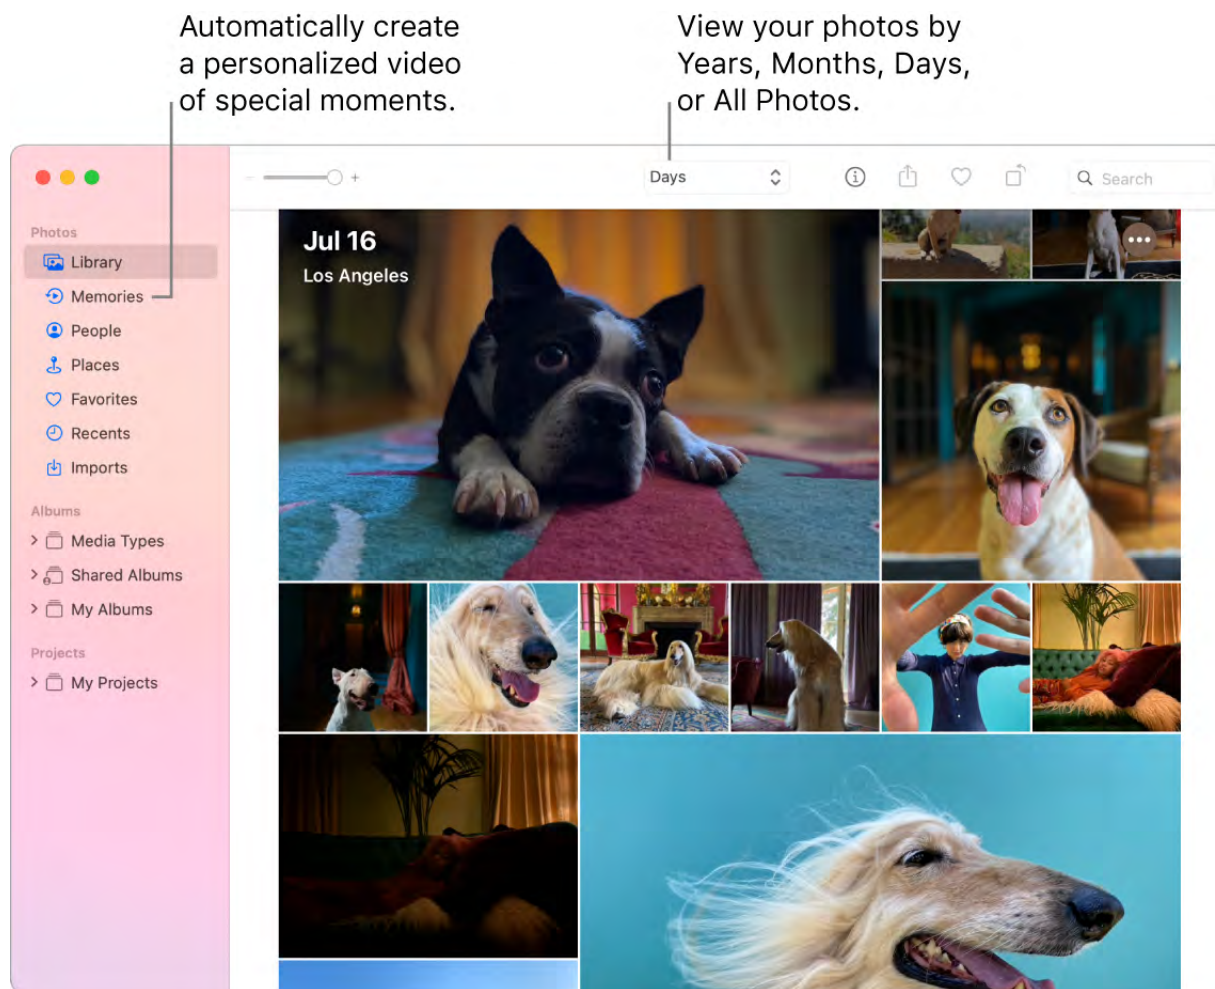 Automatically create
a personalized video
of special moments.
View your photos by
Years, Months, Days,
or All Photos.
Days
Search
Photos
Library
Memories
People
Places
Favorites
Recents
Imports
Albums
Media Types
Shared Albums
My Albums
Projects
My Projects
Jul 16
Los Angeles